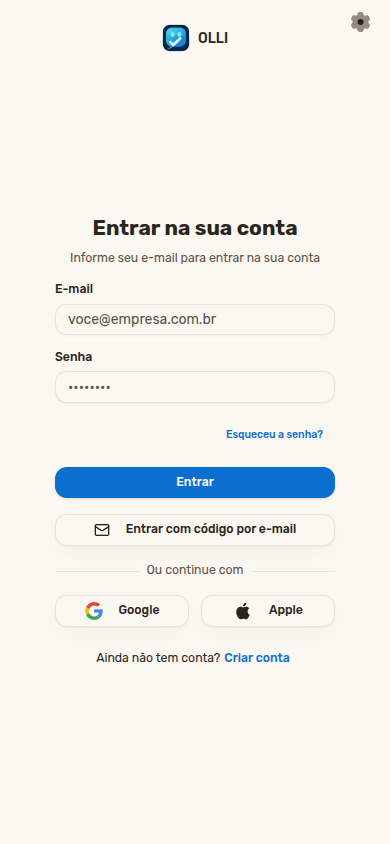 OLLI
Entrar na sua conta
Informe seu e-mail para entrar na sua conta
E-mail
voce@empresa.com.br
Senha
••••••••
Esqueceu a senha?
Entrar
Entrar com código por e-mail
Ou continue com
Google
Apple
Ainda não tem conta? Criar conta